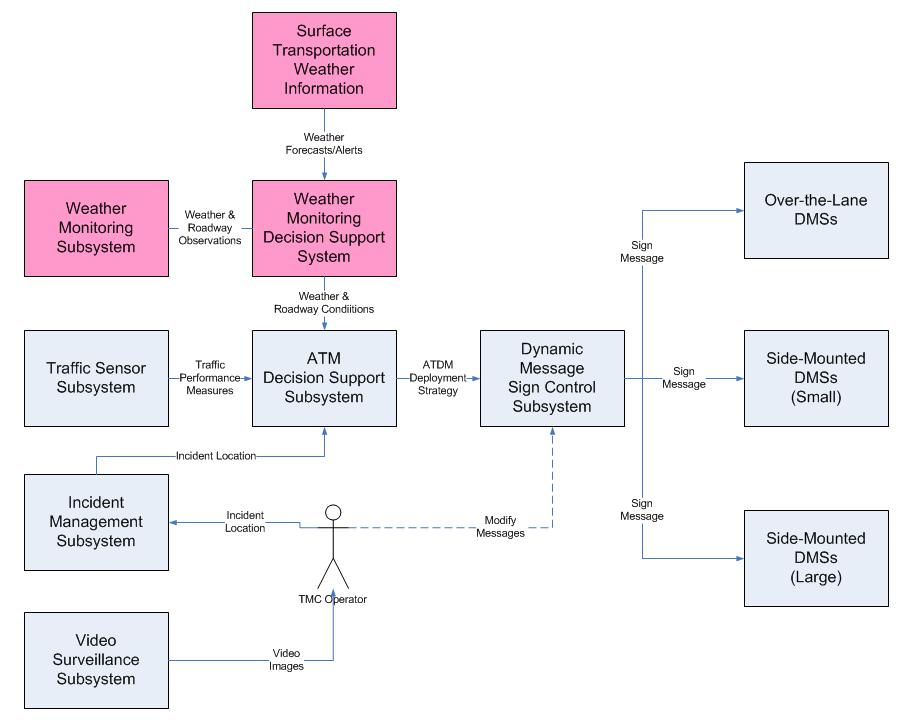 Surface
Transportation
Weather
Information
Weather
Forecasts/Alerts
Weather
Monitoring
Subsystem
Weather &
Roadway
Observations
Weather
Monitoring
Decision Support
System
Over-the-Lane
DMSs
Sign
Message
Weather &
Roadway Condiitions
Traffic Sensor
Subsystem
Traffic
Performance
Measures
ATM
Decision Support
Subsystem
ATDM
Deployment
Strategy
Dynamic
Message
Sign Control
Subsystem
Sign
Message
Side-Mounted
DMSs
(Small)
Incident Location
Incident
Management
Subsystem
Incident
Location
Modify
Messages
Sign
Message
Side-Mounted
DMSs
(Large)
TMC Operator
Video
Surveillance
Subsystem
Video
Images